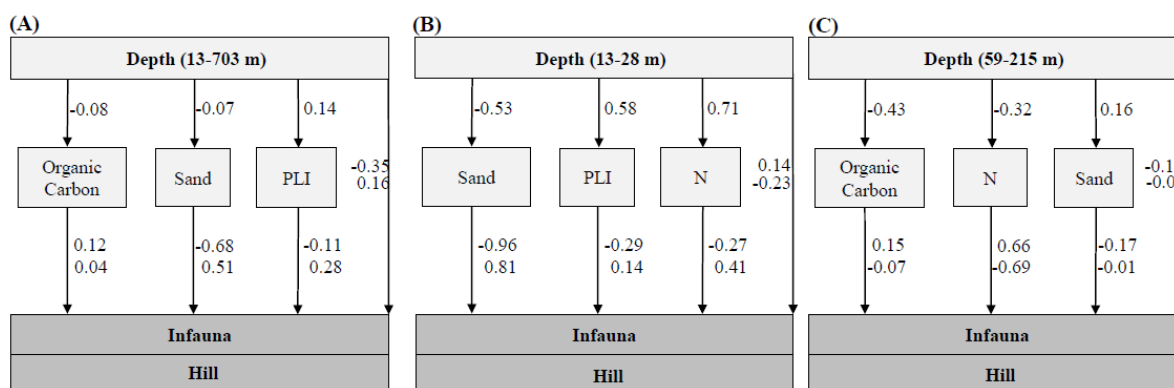 (A)
Depth (13-703 m)
-0.08
-0.07
0.14
Organic
Carbon
Sand
PLI
-0.35
0.16
0.12
0.04
-0.68
0.51
-0.11
0.28
Infauna
Hill
(B)
Depth (13-28 m)
-0.53
0.58
0.71
Sand
PLI
N
0.14
-0.23
-0.96
0.81
-0.29
0.14
-0.27
0.41
Infauna
Hill
(C)
Depth (59-215 m)
-0.43
-0.32
0.16
Organic
Carbon
N
Sand
0.15
-0.07
0.66
-0.69
-0.17
-0.01
Infauna
Hill